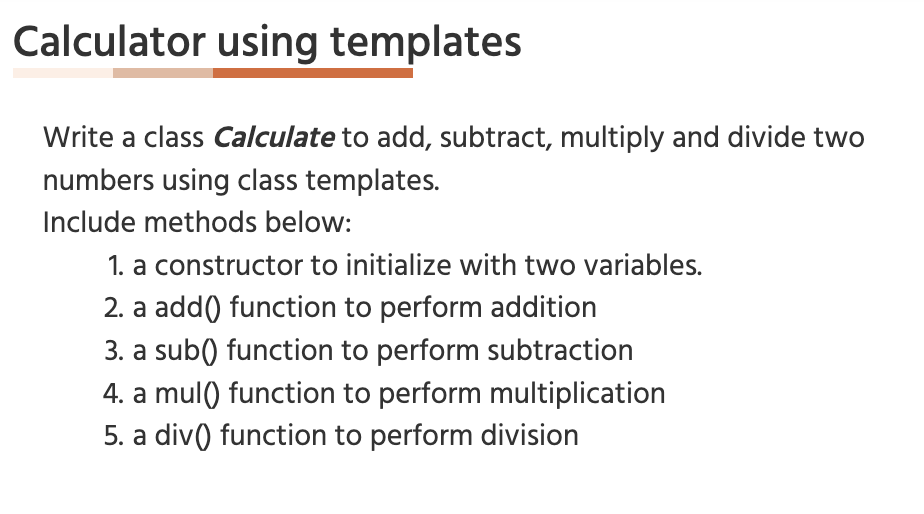 Calculator using templates
Write a class Calculate to add, subtract, multiply and divide two
numbers using class templates.
Include methods below:
1. a constructor to initialize with two variables.
2. a add() function to perform addition
3. a sub() function to perform subtraction
4. a mul() function to perform multiplication
5. a div() function to perform division